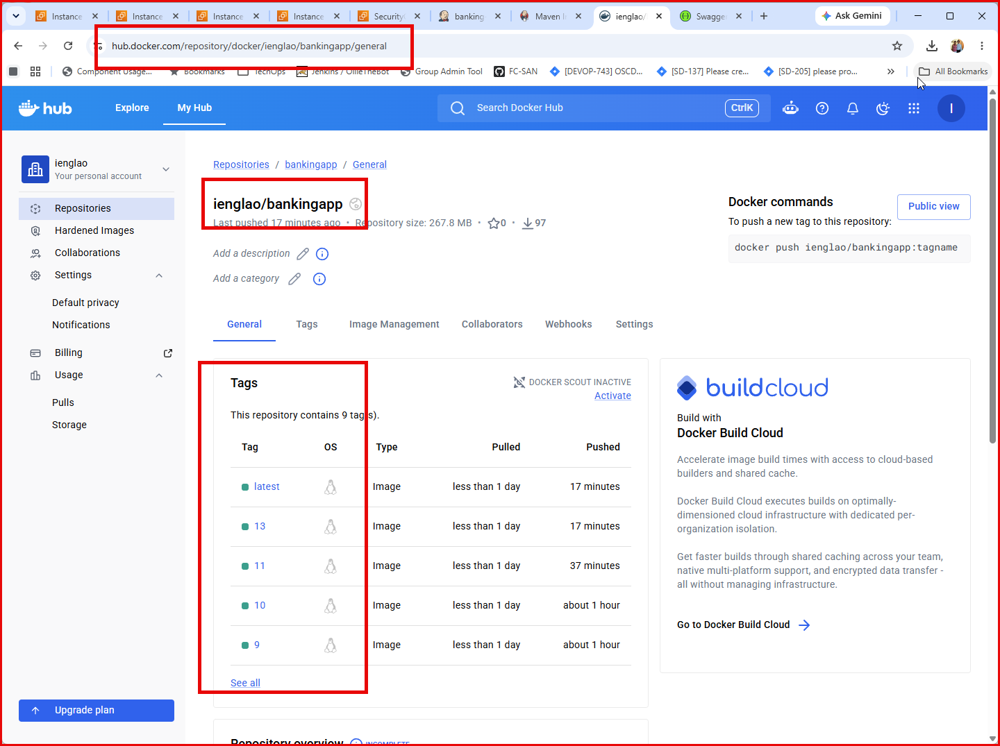 Instance
Instance
Instance
Instance
Security
banking
Maven I
ienglao/
Swagge
Ask Gemini
hub.docker.com/repository/docker/ienglao/bankingapp/general
Component Usage...
Bookmarks
TechOps
Jenkins / OllieTheBot
Group Admin Tool
FC-SAN
[DEVOP-743] OSCD...
[SD-137] Please cre...
[SD-205] please pro...
All Bookmarks
hub
Explore
My Hub
Search Docker Hub
CtrlK
I
ienglao
Your personal account
Repositories
Hardened Images
Collaborations
Settings
Default privacy
Notifications
Billing
Usage
Pulls
Storage
Upgrade plan
Repositories / bankingapp / General
ienglao/bankingapp
Last pushed 17 minutes ago • Repository size: 267.8 MB • 0 • 97
Add a description
Add a category
Docker commands
Public view
To push a new tag to this repository:
docker push ienglao/bankingapp:tagname
General Tags Image Management Collaborators Webhooks Settings
Tags
DOCKER SCOUT INACTIVE
Activate
This repository contains 9 tag(s).
Tag OS Type Pulled Pushed
latest Image less than 1 day 17 minutes
13 Image less than 1 day 17 minutes
11 Image less than 1 day 37 minutes
10 Image less than 1 day about 1 hour
9 Image less than 1 day about 1 hour
See all
buildcloud
Build with
Docker Build Cloud
Accelerate image build times with access to cloud-based
builders and shared cache.
Docker Build Cloud executes builds on optimally-
dimensioned cloud infrastructure with dedicated per-
organization isolation.
Get faster builds through shared caching across your team,
native multi-platform support, and encrypted data transfer -
all without managing infrastructure.
Go to Docker Build Cloud
Repository overview INCOMPLETE